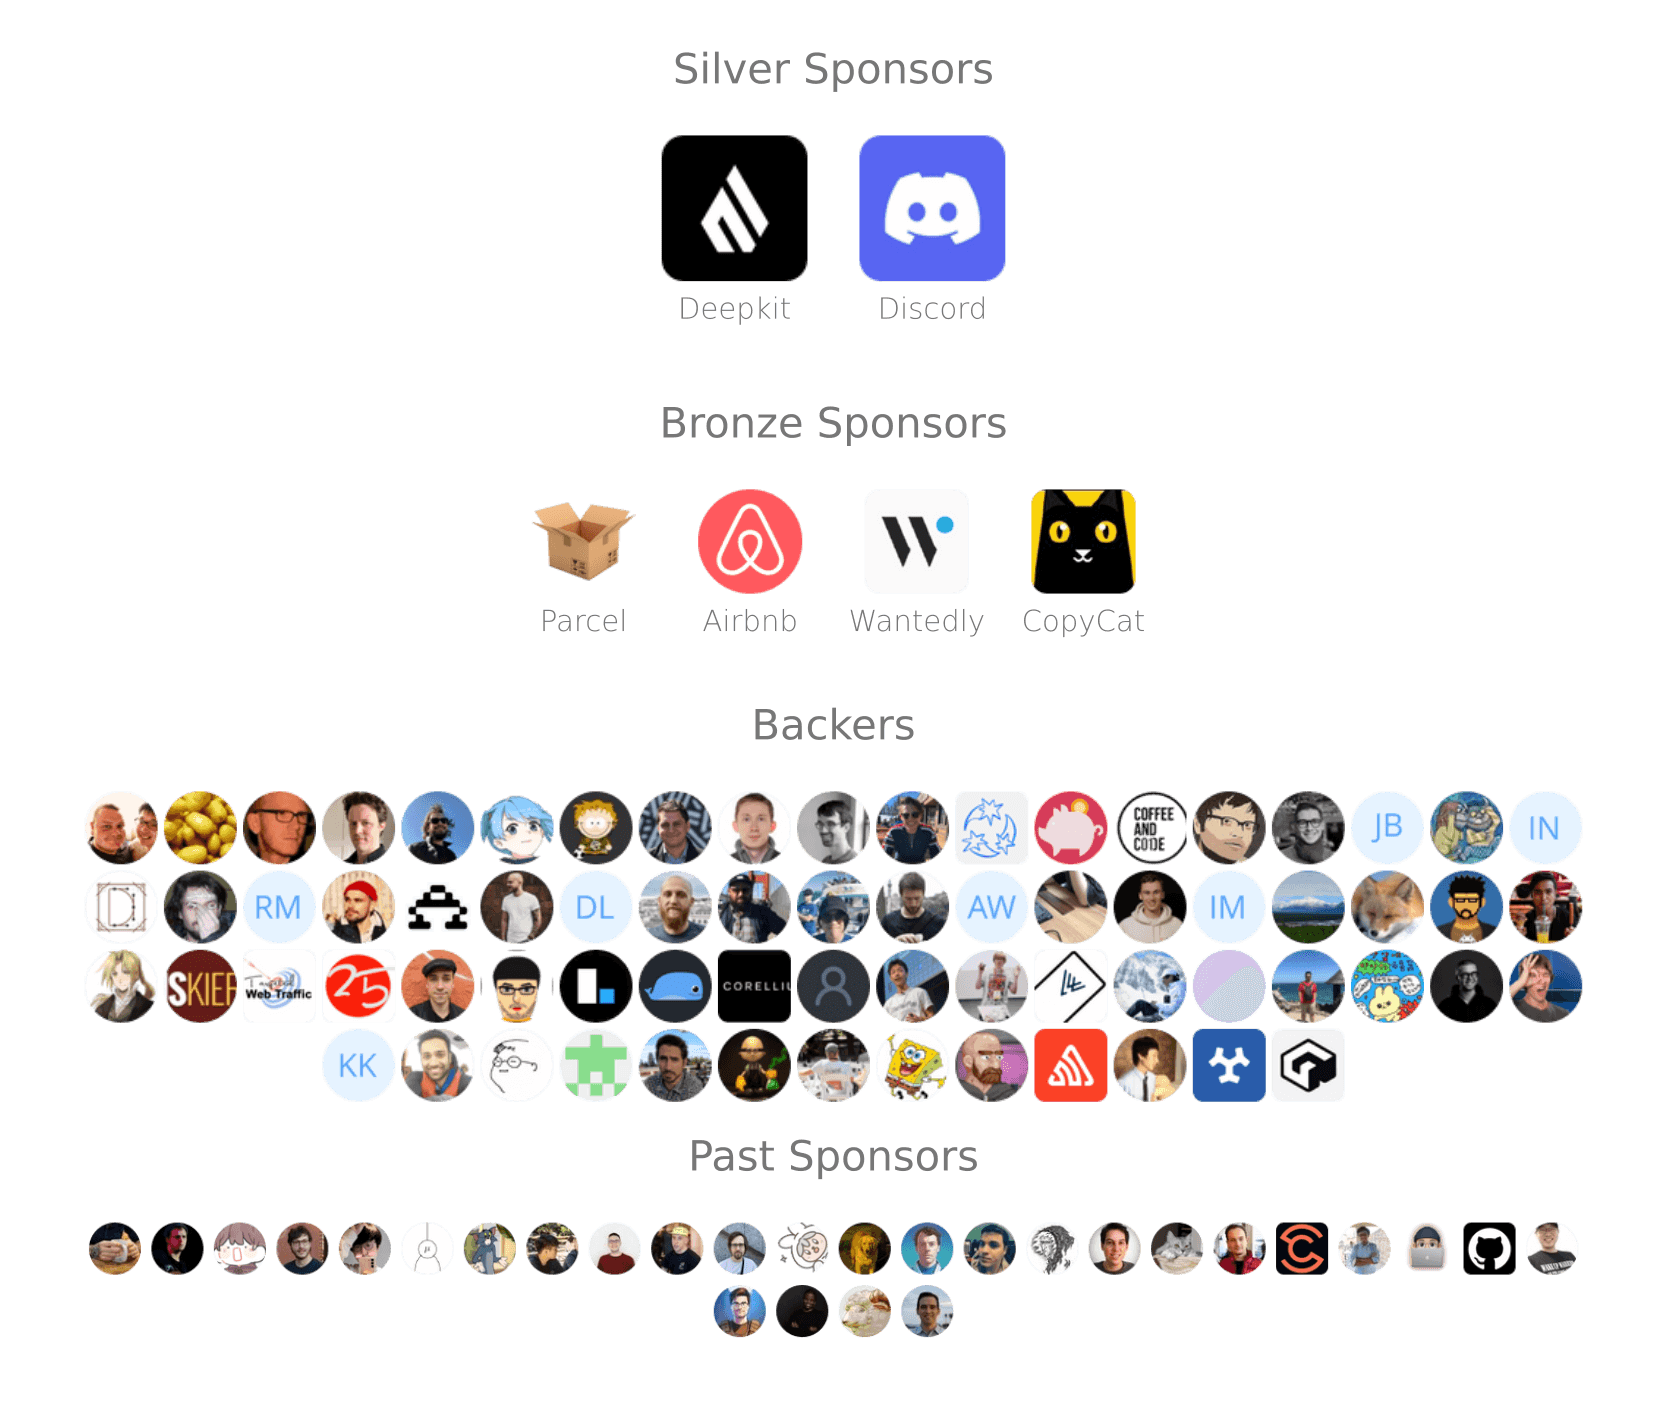 Silver Sponsors
Deepkit Discord
Bronze Sponsors
Parcel Airbnb Wantedly CopyCat
Backers
COFFEE
AND
CODE
JB
IN
RM
DL
AW
IM
SKIEF
Web Traffic
25
CORELLIU
KK
Past Sponsors